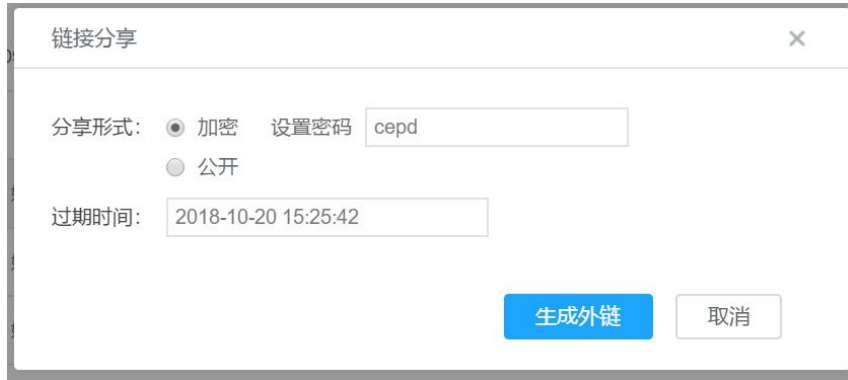 链接分享
分享形式： 加密 设置密码 cepd
公开
过期时间： 2018-10-20 15:25:42
生成外链 取消